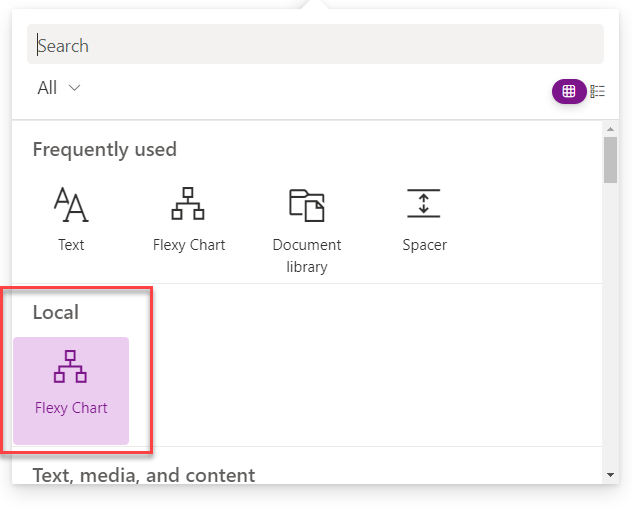 Search
All
Frequently used
Text
Flexy Chart
Document
library
Spacer
Local
Flexy Chart
Text, media, and content